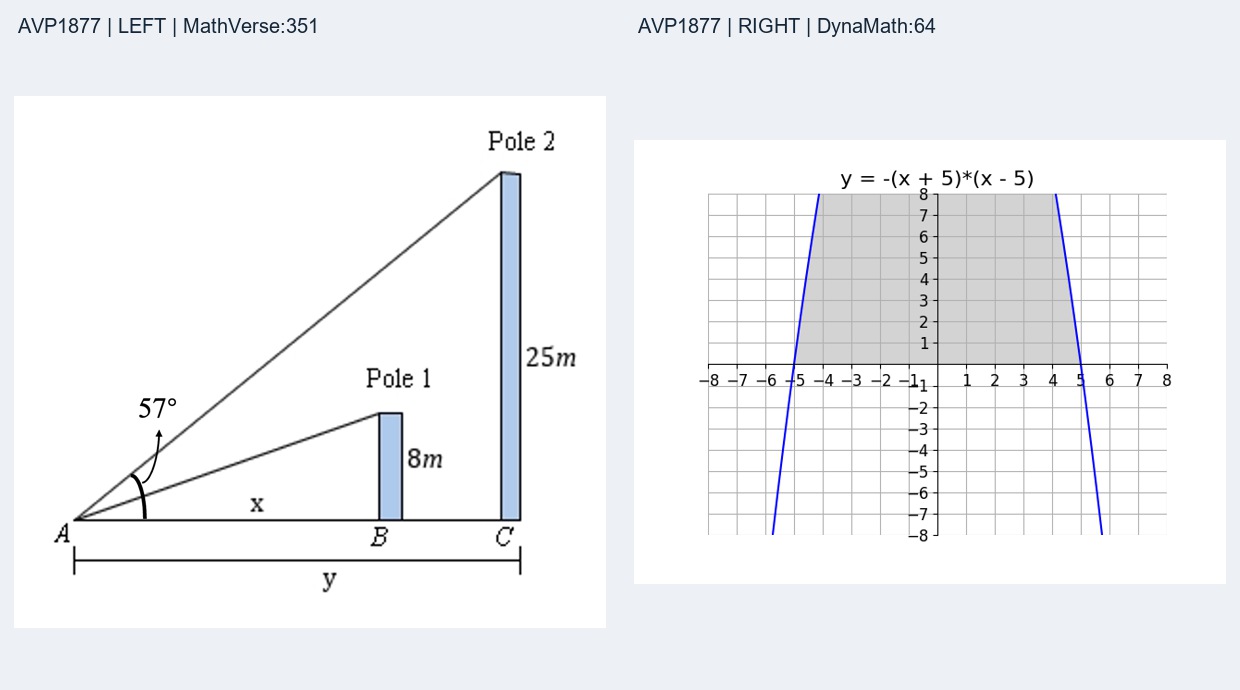 AVP1877 | LEFT | MathVerse:351
Pole 2
25m
Pole 1
57°
8m
x
A
B
C
y
AVP1877 | RIGHT | DynaMath:64
y = -(x + 5)*(x - 5)
8
7
6
5
4
3
2
1
−8 −7 −6 −5 −4 −3 −2 −1 1 2 3 4 5 6 7 8
−1
−2
−3
−4
−5
−6
−7
−8